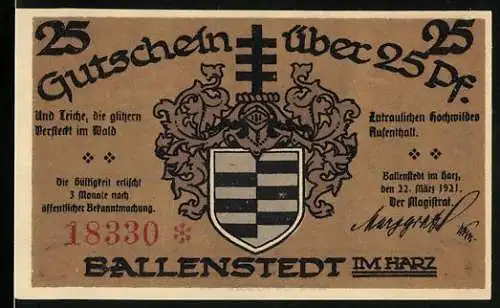 25 25
Gutschein über 25 Pf.
Und Teiche, die glitzern
Versteckt im Wald
Zutraulichen Hochwildes
Aufenthalt.
Die Gültigkeit erlischt
3 Monate nach
öffentlicher Bekanntmachung.
Ballenstedt im Harz,
den 22. März 1921.
Der Magistrat.
18330 *
BALLENSTEDT IM HARZ